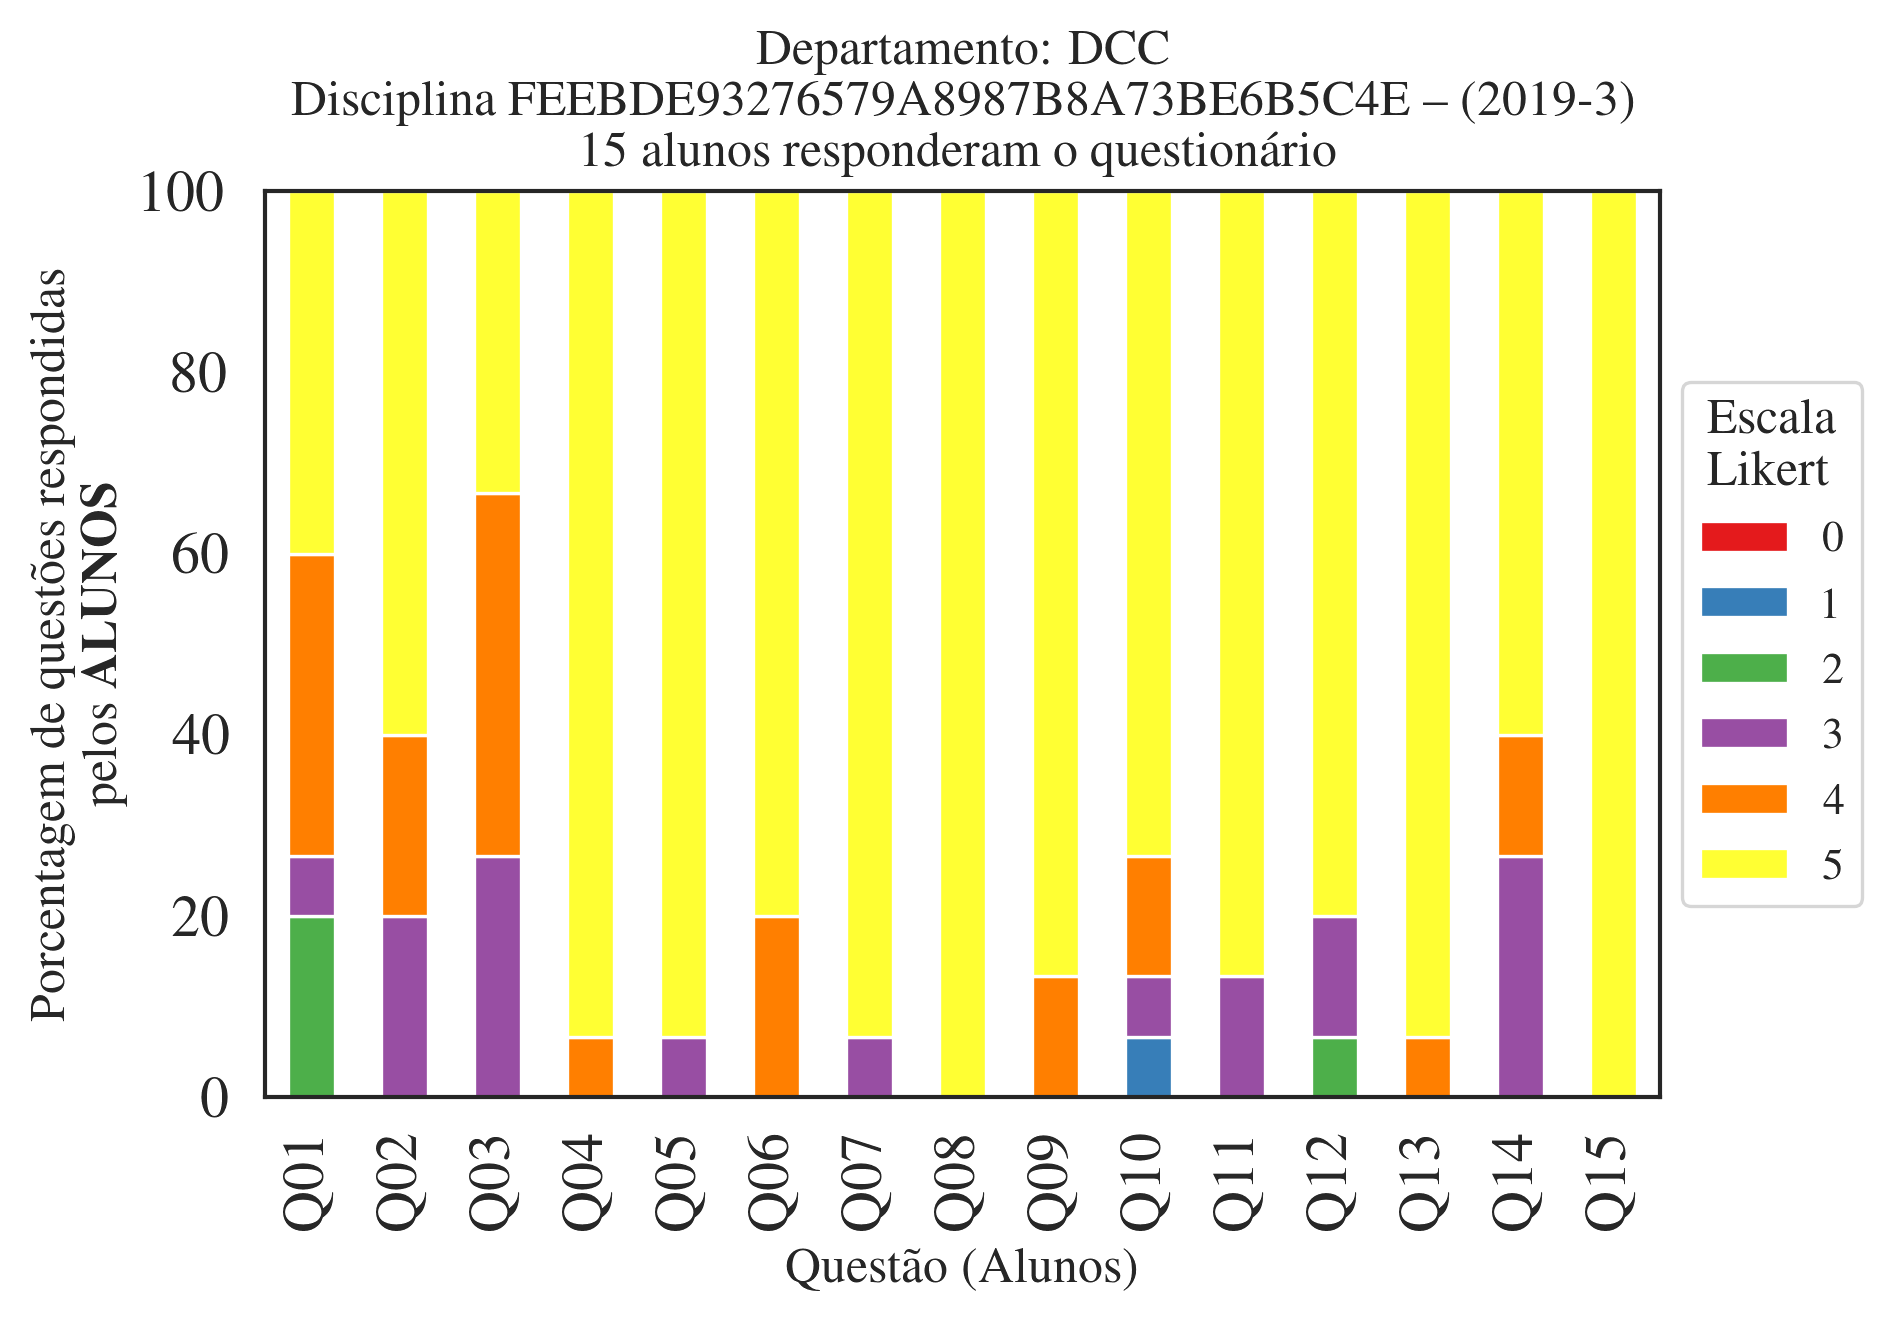 Departamento: DCC
Disciplina FEEBDE93276579A8987B8A73BE6B5C4E – (2019-3)
15 alunos responderam o questionário
Porcentagem de questões respondidas
pelos ALUNOS
100
80
60
40
20
0
Q01
Q02
Q03
Q04
Q05
Q06
Q07
Q08
Q09
Q10
Q11
Q12
Q13
Q14
Q15
Questão (Alunos)
Escala
Likert
0
1
2
3
4
5